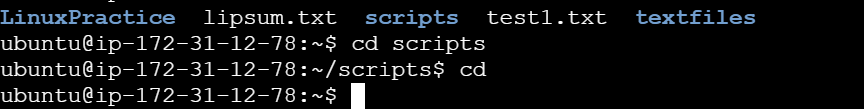 LinuxPractice lipsum.txt scripts test1.txt textfiles
ubuntu@ip-172-31-12-78:~$ cd scripts
ubuntu@ip-172-31-12-78:~/scripts$ cd
ubuntu@ip-172-31-12-78:~$